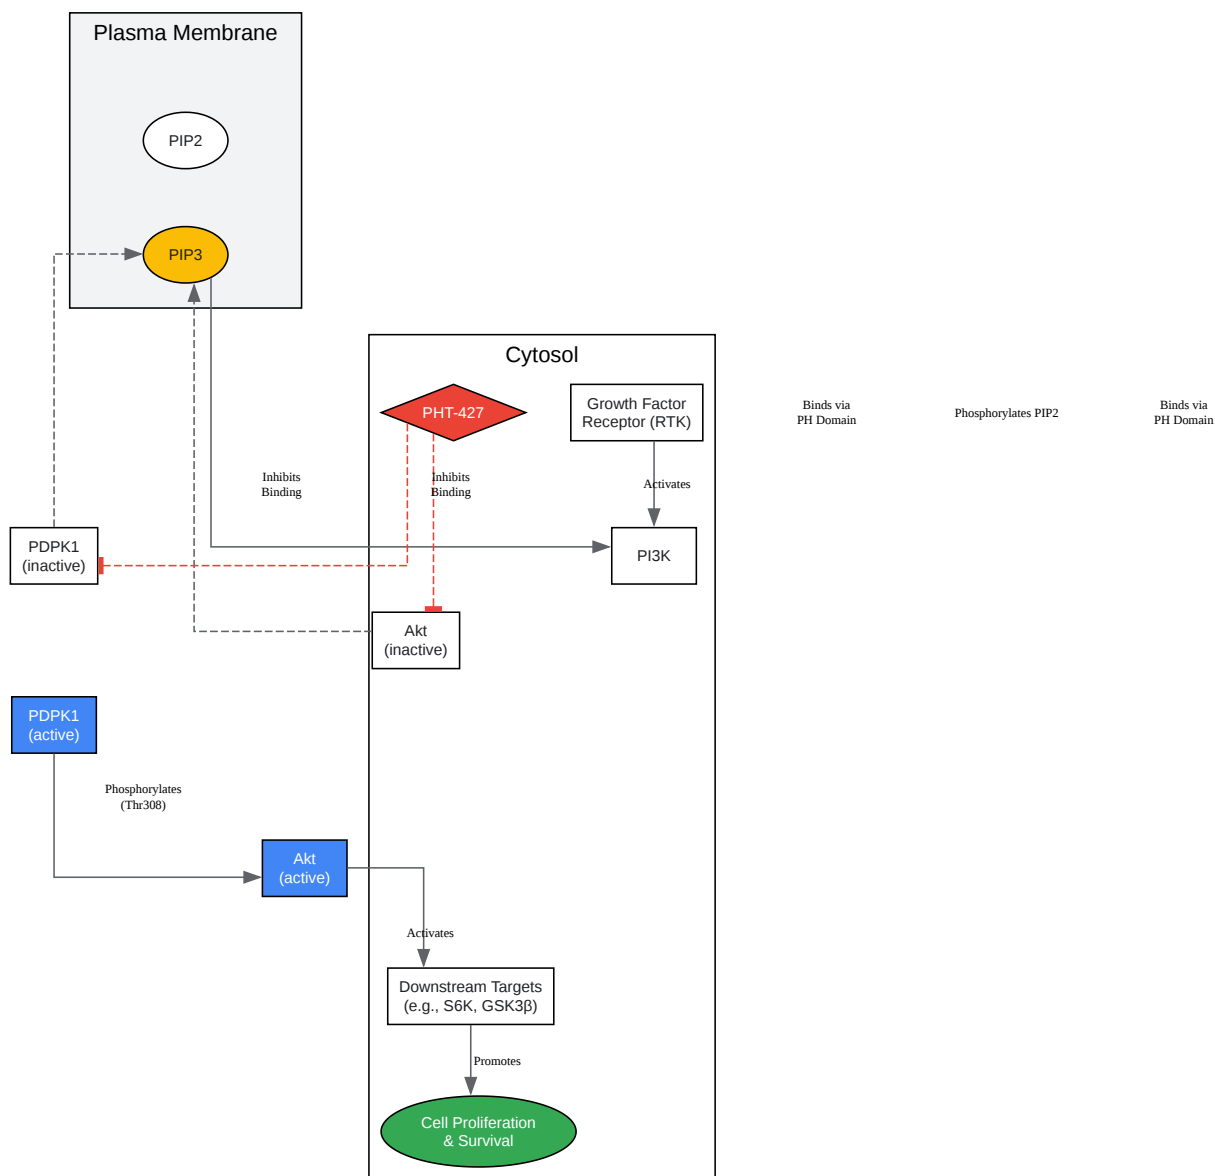 Plasma Membrane
PIP2
PIP3
Cytosol
PHT-427
Growth Factor
Receptor (RTK)
Binds via
PH Domain
Phosphorylates PIP2
Binds via
PH Domain
Inhibits
Binding
Inhibits
Binding
Activates
PDPK1
(inactive)
PI3K
Akt
(inactive)
PDPK1
(active)
Phosphorylates
(Thr308)
Akt
(active)
Activates
Downstream Targets
(e.g., S6K, GSK3β)
Promotes
Cell Proliferation
& Survival